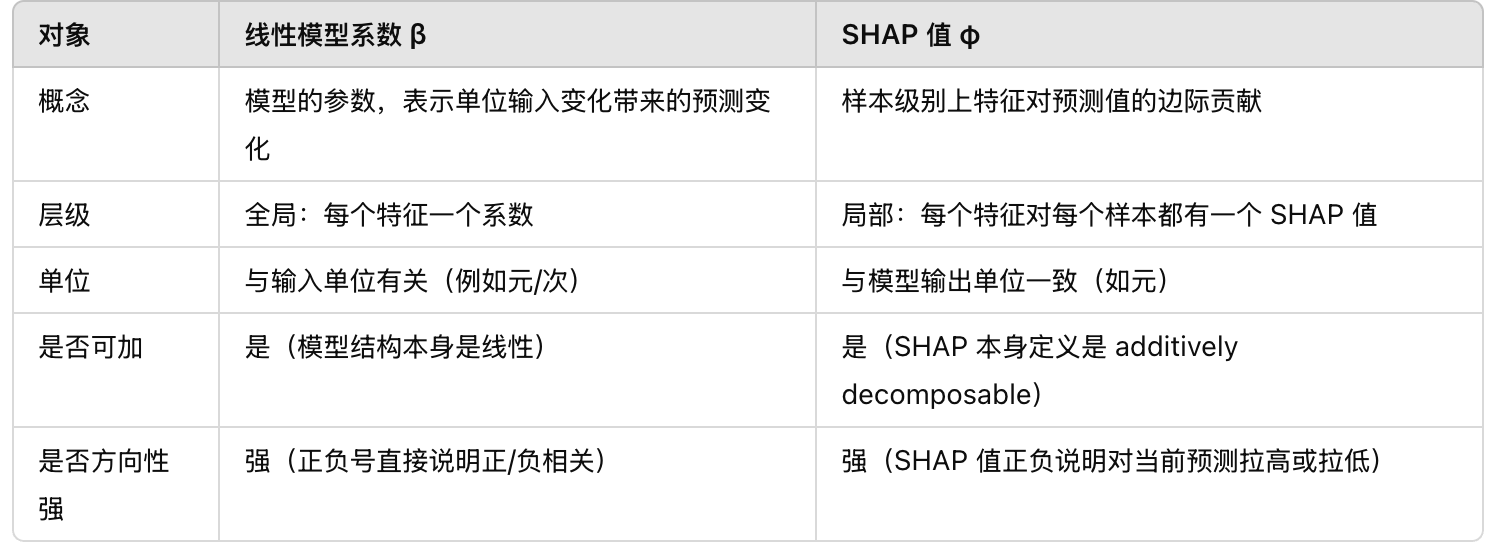 对象 线性模型系数 β SHAP 值 φ
概念 模型的参数，表示单位输入变化带来的预测变 样本级别上特征对预测值的边际贡献
化
层级 全局：每个特征一个系数 局部：每个特征对每个样本都有一个 SHAP 值
单位 与输入单位有关（例如元/次） 与模型输出单位一致（如元）
是否可加 是（模型结构本身是线性） 是（SHAP 本身定义是 additively
decomposable）
是否方向性 强（正负号直接说明正/负相关） 强（SHAP 值正负说明对当前预测拉高或拉低）
强